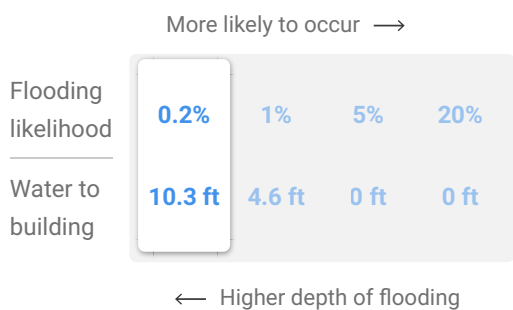 More likely to occur →
Flooding likelihood 0.2% 1% 5% 20%
Water to building 10.3 ft 4.6 ft 0 ft 0 ft
← Higher depth of flooding